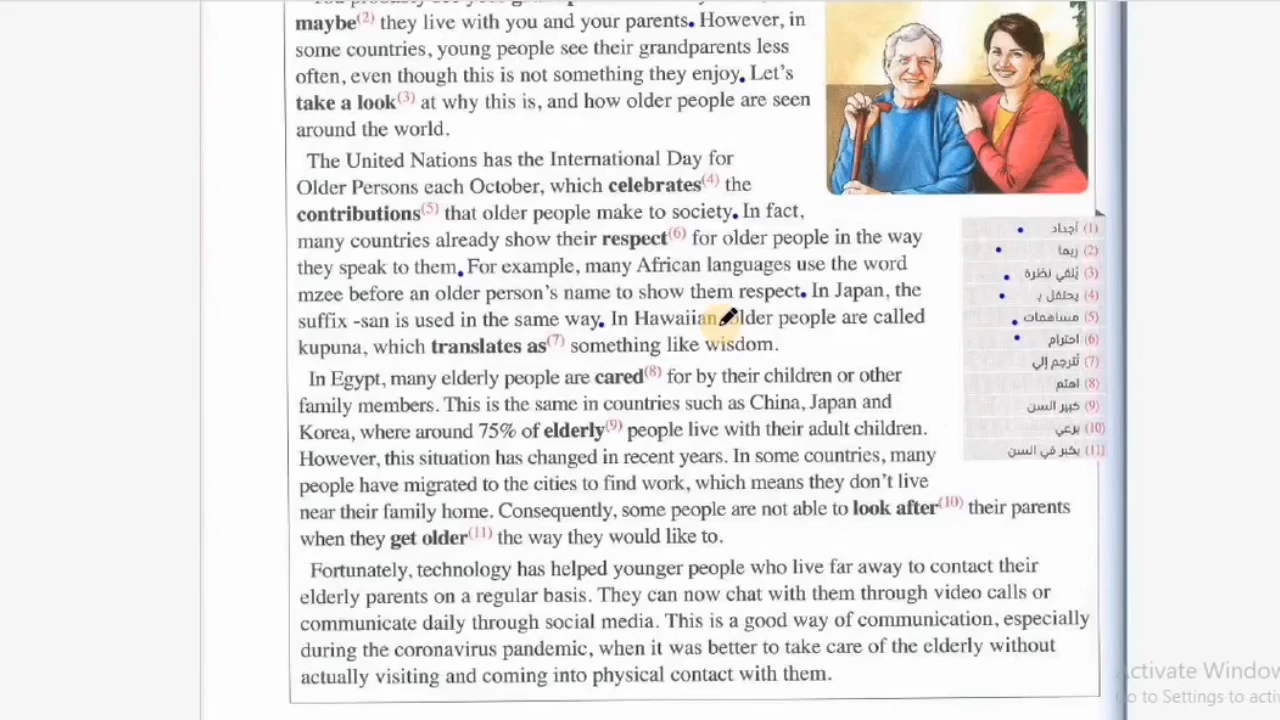 maybe(2) they live with you and your parents. However, in
some countries, young people see their grandparents less
often, even though this is not something they enjoy. Let's
take a look(3) at why this is, and how older people are seen
around the world.
The United Nations has the International Day for
Older Persons each October, which celebrates(4) the
contributions(5) that older people make to society. In fact,
many countries already show their respect(6) for older people in the way
they speak to them. For example, many African languages use the word
mzee before an older person's name to show them respect. In Japan, the
suffix -san is used in the same way. In Hawaiian, older people are called
kupuna, which translates as(7) something like wisdom.
In Egypt, many elderly people are cared(8) for by their children or other
family members. This is the same in countries such as China, Japan and
Korea, where around 75% of elderly(9) people live with their adult children.
However, this situation has changed in recent years. In some countries, many
people have migrated to the cities to find work, which means they don't live
near their family home. Consequently, some people are not able to look after(10) their parents
when they get older(11) the way they would like to.
Fortunately, technology has helped younger people who live far away to contact their
elderly parents on a regular basis. They can now chat with them through video calls or
communicate daily through social media. This is a good way of communication, especially
during the coronavirus pandemic, when it was better to take care of the elderly without
actually visiting and coming into physical contact with them.
(1) أجداد
(2) ربما
(3) يُلقي نظرة
(4) يحتفل بـ
(5) مساهمات
(6) احترام
(7) تُترجم إلي
(8) اهتم
(9) كبير السن
(10) يرعي
(11) يكبر في السن
Activate Window
Go to Settings to acti